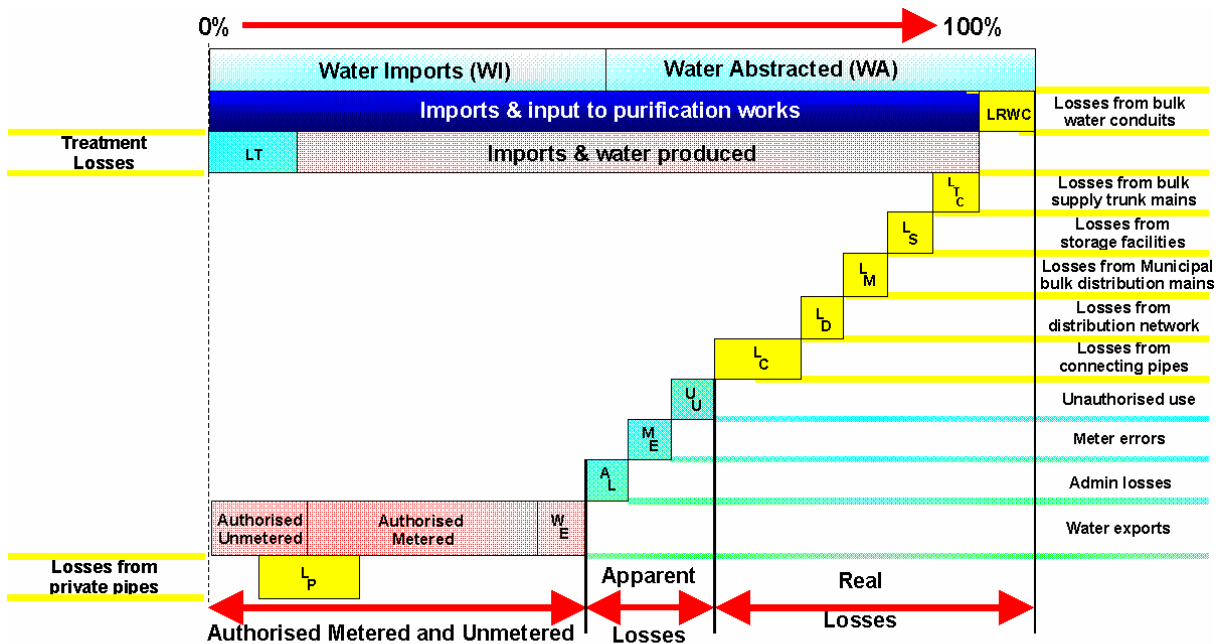 0% 100%
Water Imports (WI) Water Abstracted (WA)
Imports & input to purification works
LRWC
Losses from bulk
water conduits
Treatment
Losses
LT
Imports & water produced
LTC
Losses from bulk
supply trunk mains
LS
Losses from
storage facilities
LM
Losses from Municipal
bulk distribution mains
LD
Losses from
distribution network
LC
Losses from
connecting pipes
UU
Unauthorised use
ME
Meter errors
AL
Admin losses
Authorised
Unmetered
Authorised
Metered
WE
Water exports
Losses from
private pipes
LP
Authorised Metered and Unmetered
Apparent
Losses
Real
Losses